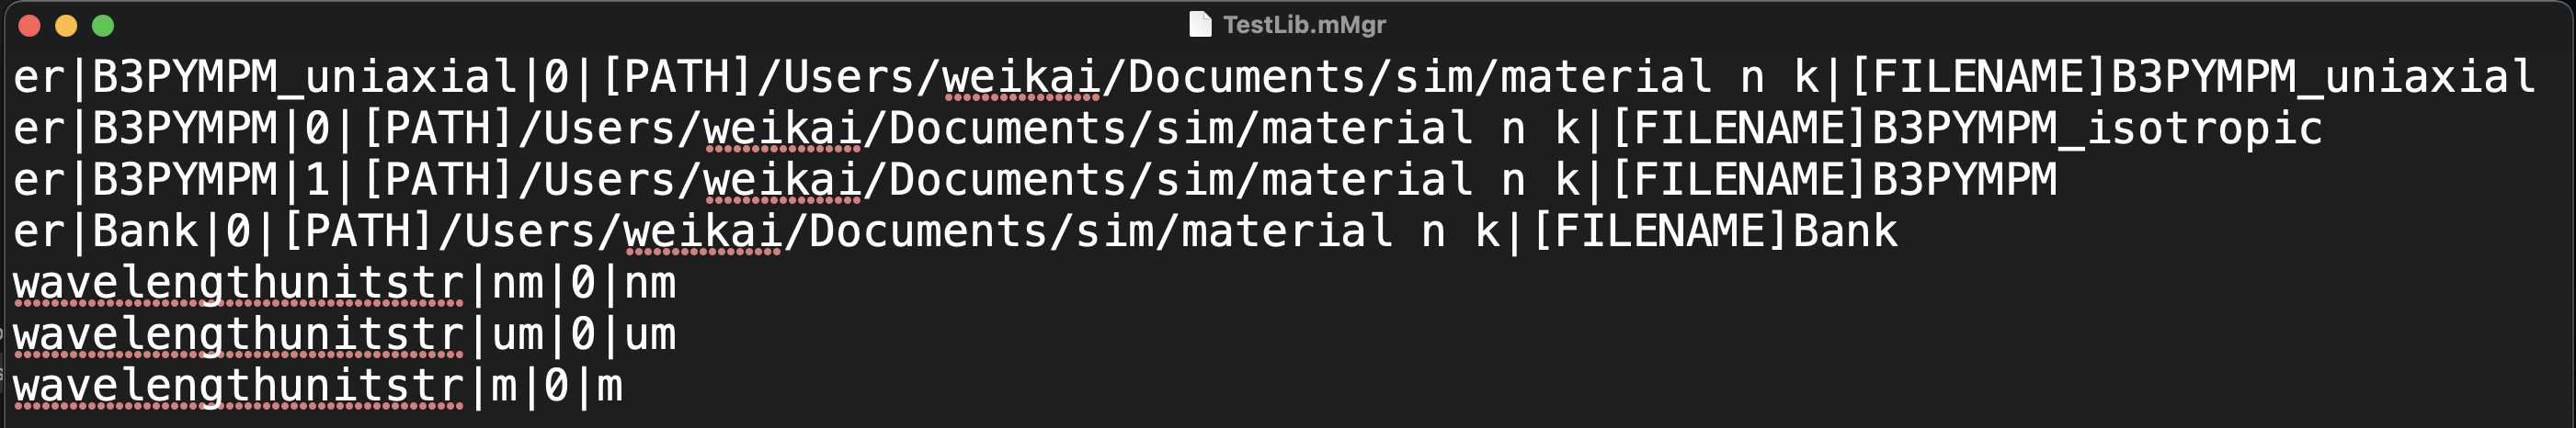 TestLib.mMgr
er|B3PYMPM_uniaxial|0|[PATH]/Users/weikai/Documents/sim/material n k|[FILENAME]B3PYMPM_uniaxial
er|B3PYMPM|0|[PATH]/Users/weikai/Documents/sim/material n k|[FILENAME]B3PYMPM_isotropic
er|B3PYMPM|1|[PATH]/Users/weikai/Documents/sim/material n k|[FILENAME]B3PYMPM
er|Bank|0|[PATH]/Users/weikai/Documents/sim/material n k|[FILENAME]Bank
wavelengthunitstr|nm|0|nm
wavelengthunitstr|um|0|um
wavelengthunitstr|m|0|m